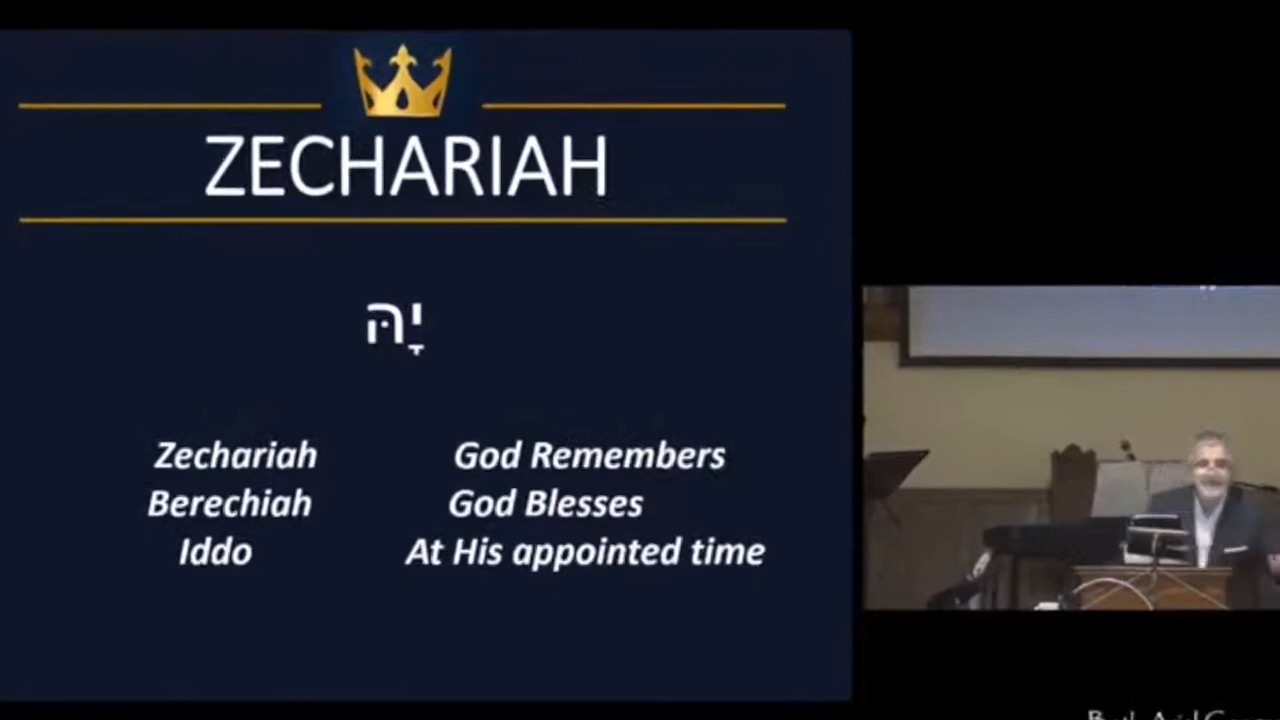 ZECHARIAH
יָהּ
Zechariah God Remembers
Berechiah God Blesses
Iddo At His appointed time